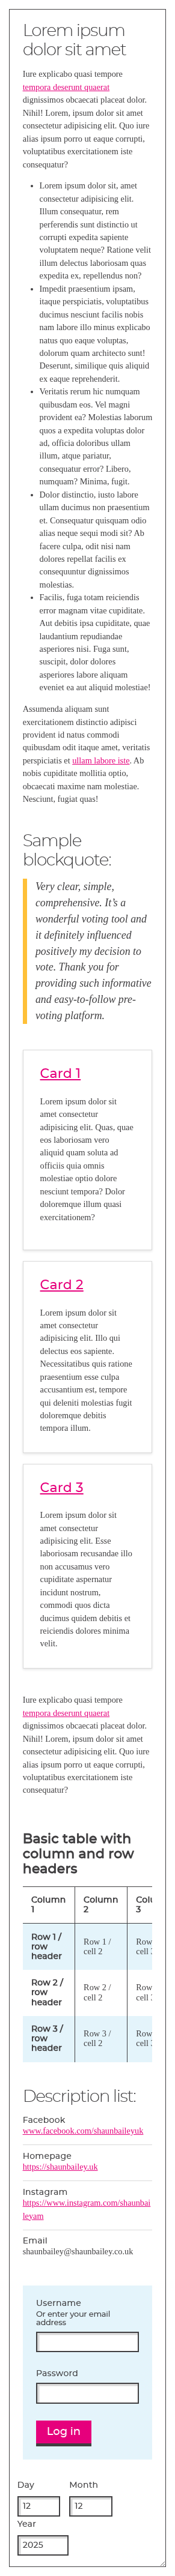 Lorem ipsum
dolor sit amet
Iure explicabo quasi tempore
tempora deserunt quaerat
dignissimos obcaecati placeat dolor.
Nihil! Lorem, ipsum dolor sit amet
consectetur adipisicing elit. Quo iure
alias ipsum porro ut eaque corrupti,
voluptatibus exercitationem iste
consequatur?
• Lorem ipsum dolor sit, amet
consectetur adipisicing elit.
Illum consequatur, rem
perferendis sunt distinctio ut
corrupti expedita sapiente
voluptatem neque? Ratione velit
illum delectus laboriosam quas
expedita ex, repellendus non?
• Impedit praesentium ipsam,
itaque perspiciatis, voluptatibus
ducimus nesciunt facilis nobis
nam labore illo minus explicabo
natus quo eaque voluptas,
dolorum quam architecto sunt!
Deserunt, similique quis aliquid
ex eaque reprehenderit.
• Veritatis rerum hic numquam
quibusdam eos. Vel magni
provident ea? Molestias laborum
quos a expedita voluptas dolor
ad, officia doloribus ullam
illum, atque pariatur,
consequatur error? Libero,
numquam? Minima, fugit.
• Dolor distinctio, iusto labore
ullam ducimus non praesentium
et. Consequatur quisquam odio
alias neque sequi modi sit? Ab
facere culpa, odit nisi nam
dolores repellat facilis ex
consequuntur dignissimos
molestias.
• Facilis, fuga totam reiciendis
error magnam vitae cupiditate.
Aut debitis ipsa cupiditate, quae
laudantium repudiandae
asperiores nisi. Fuga sunt,
suscipit, dolor dolores
asperiores labore aliquam
eveniet ea aut aliquid molestiae!
Assumenda aliquam sunt
exercitationem distinctio adipisci
provident id natus commodi
quibusdam odit itaque amet, veritatis
perspiciatis et ullam labore iste. Ab
nobis cupiditate mollitia optio,
obcaecati maxime nam molestiae.
Nesciunt, fugiat quas!
Sample
blockquote:
Very clear, simple,
comprehensive. It’s a
wonderful voting tool and
it definitely influenced
positively my decision to
vote. Thank you for
providing such informative
and easy-to-follow pre-
voting platform.
Card 1
Lorem ipsum dolor sit
amet consectetur
adipisicing elit. Quas, quae
eos laboriosam vero
aliquid quam soluta ad
officiis quia omnis
molestiae optio dolore
nesciunt tempora? Dolor
doloremque illum quasi
exercitationem?
Card 2
Lorem ipsum dolor sit
amet consectetur
adipisicing elit. Illo qui
delectus eos sapiente.
Necessitatibus quis ratione
praesentium esse culpa
accusantium est, tempore
qui deleniti molestias fugit
doloremque debitis
tempora illum.
Card 3
Lorem ipsum dolor sit
amet consectetur
adipisicing elit. Esse
laboriosam recusandae illo
non accusamus vero
cupiditate aspernatur
incidunt nostrum,
commodi quos dicta
ducimus quidem debitis et
reiciendis dolores minima
velit.
Iure explicabo quasi tempore
tempora deserunt quaerat
dignissimos obcaecati placeat dolor.
Nihil! Lorem, ipsum dolor sit amet
consectetur adipisicing elit. Quo iure
alias ipsum porro ut eaque corrupti,
voluptatibus exercitationem iste
consequatur?
Basic table with
column and row
headers
Column 1 Column 2
3
Row 1 / row header Row 1 / cell 2 Row
Row 2 / row header Row 2 / cell 2 Row
Row 3 / row header Row 3 / cell 2 Row
Description list:
Facebook
www.facebook.com/shaunbaileyuk
Homepage
https://shaunbailey.uk
Instagram
https://www.instagram.com/shaunbai
leyam
Email
shaunbailey@shaunbailey.co.uk
Username
Or enter your email
address
Password
Log in
Day Month
12 12
Year
2025